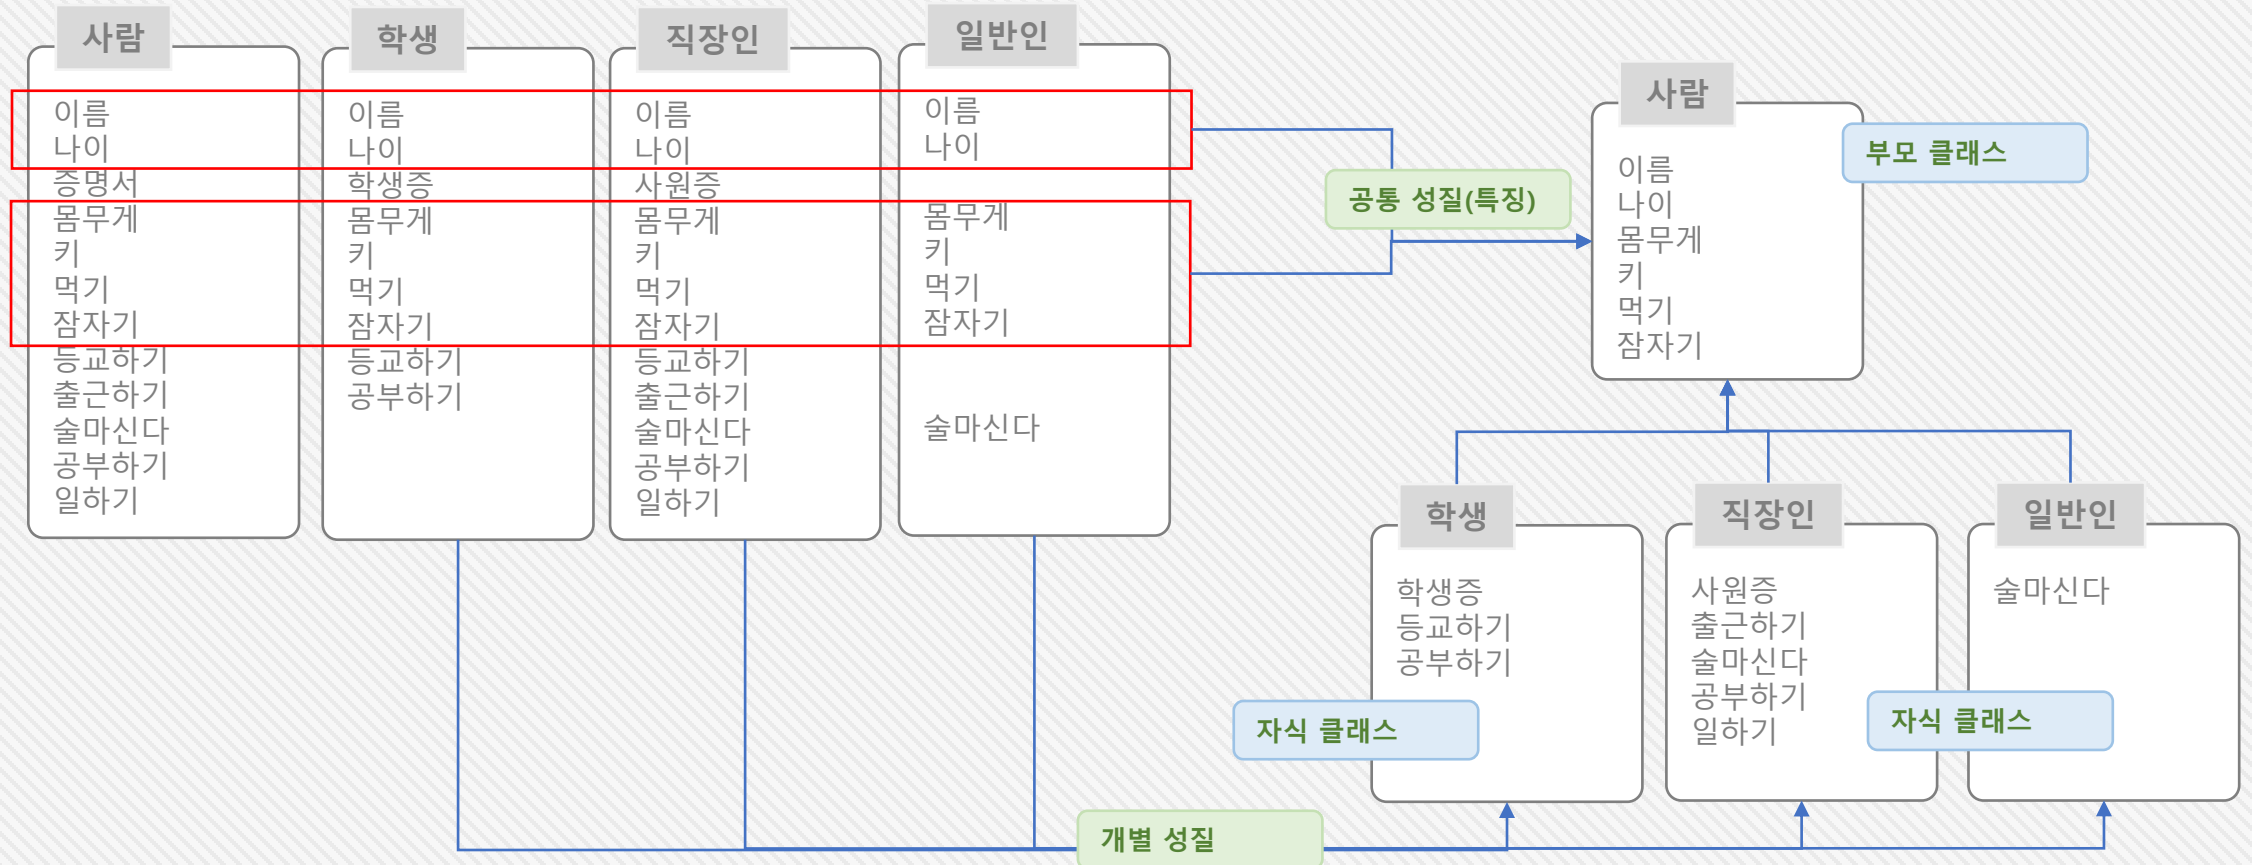 사람
이름
나이
증명서
몸무게
키
먹기
잠자기
등교하기
출근하기
술마신다
공부하기
일하기
학생
이름
나이
학생증
몸무게
키
먹기
잠자기
등교하기
공부하기
직장인
이름
나이
사원증
몸무게
키
먹기
잠자기
등교하기
출근하기
술마신다
공부하기
일하기
일반인
이름
나이
몸무게
키
먹기
잠자기
술마신다
공통 성질(특징)
사람
부모 클래스
이름
나이
몸무게
키
먹기
잠자기
학생
학생증
등교하기
공부하기
자식 클래스
직장인
사원증
출근하기
술마신다
공부하기
일하기
일반인
술마신다
자식 클래스
개별 성질